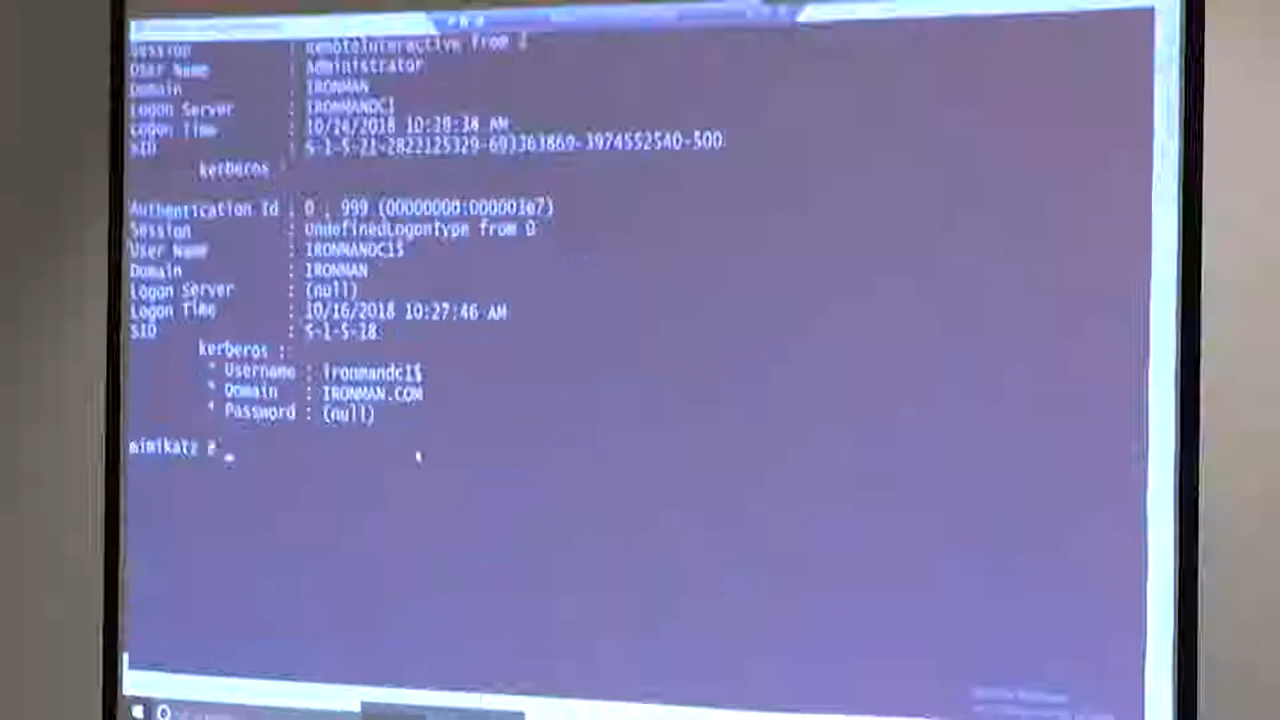 Session : RemoteInteractive from 2
User Name : Administrator
Domain : IRONMAN
Logon Server : IRONMANDC1
Logon Time : 10/24/2018 10:38:38 AM
SID : S-1-5-21-2822125329-693363869-3974552540-500
kerberos :
Authentication Id : 0 ; 999 (00000000:000003e7)
Session : UndefinedLogonType from 0
User Name : IRONMANDC1$
Domain : IRONMAN
Logon Server : (null)
Logon Time : 10/16/2018 10:27:46 AM
SID : S-1-5-18
kerberos :
* Username : ironmandc1$
* Domain : IRONMAN.COM
* Password : (null)
mimikatz #